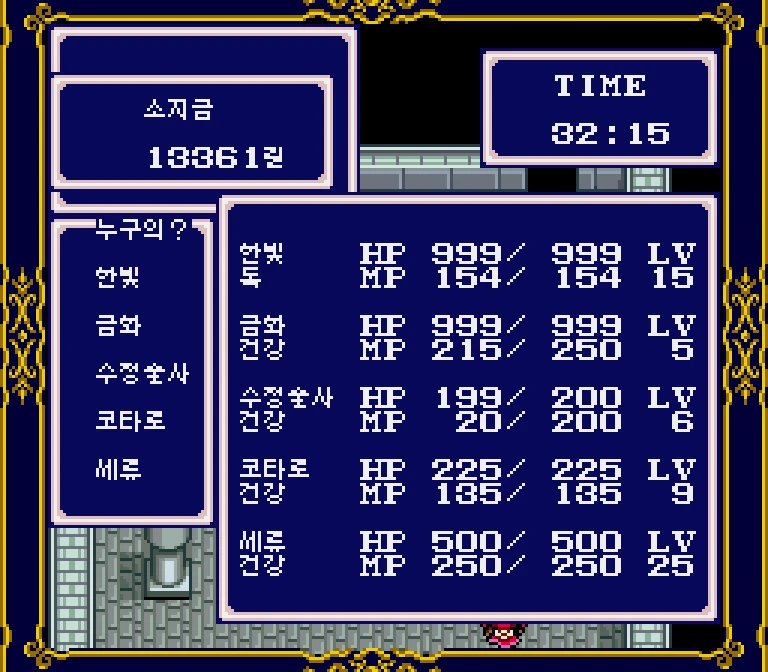 소지금
13361린
TIME
32:15
누구의?
한빛
금화
수정술사
코타로
세류
한빛 HP 999/ 999 LV
독 MP 154/ 154 15
금화 HP 999/ 999 LV
건강 MP 215/ 250 5
수정술사 HP 199/ 200 LV
건강 MP 20/ 200 6
코타로 HP 225/ 225 LV
건강 MP 135/ 135 9
세류 HP 500/ 500 LV
건강 MP 250/ 250 25